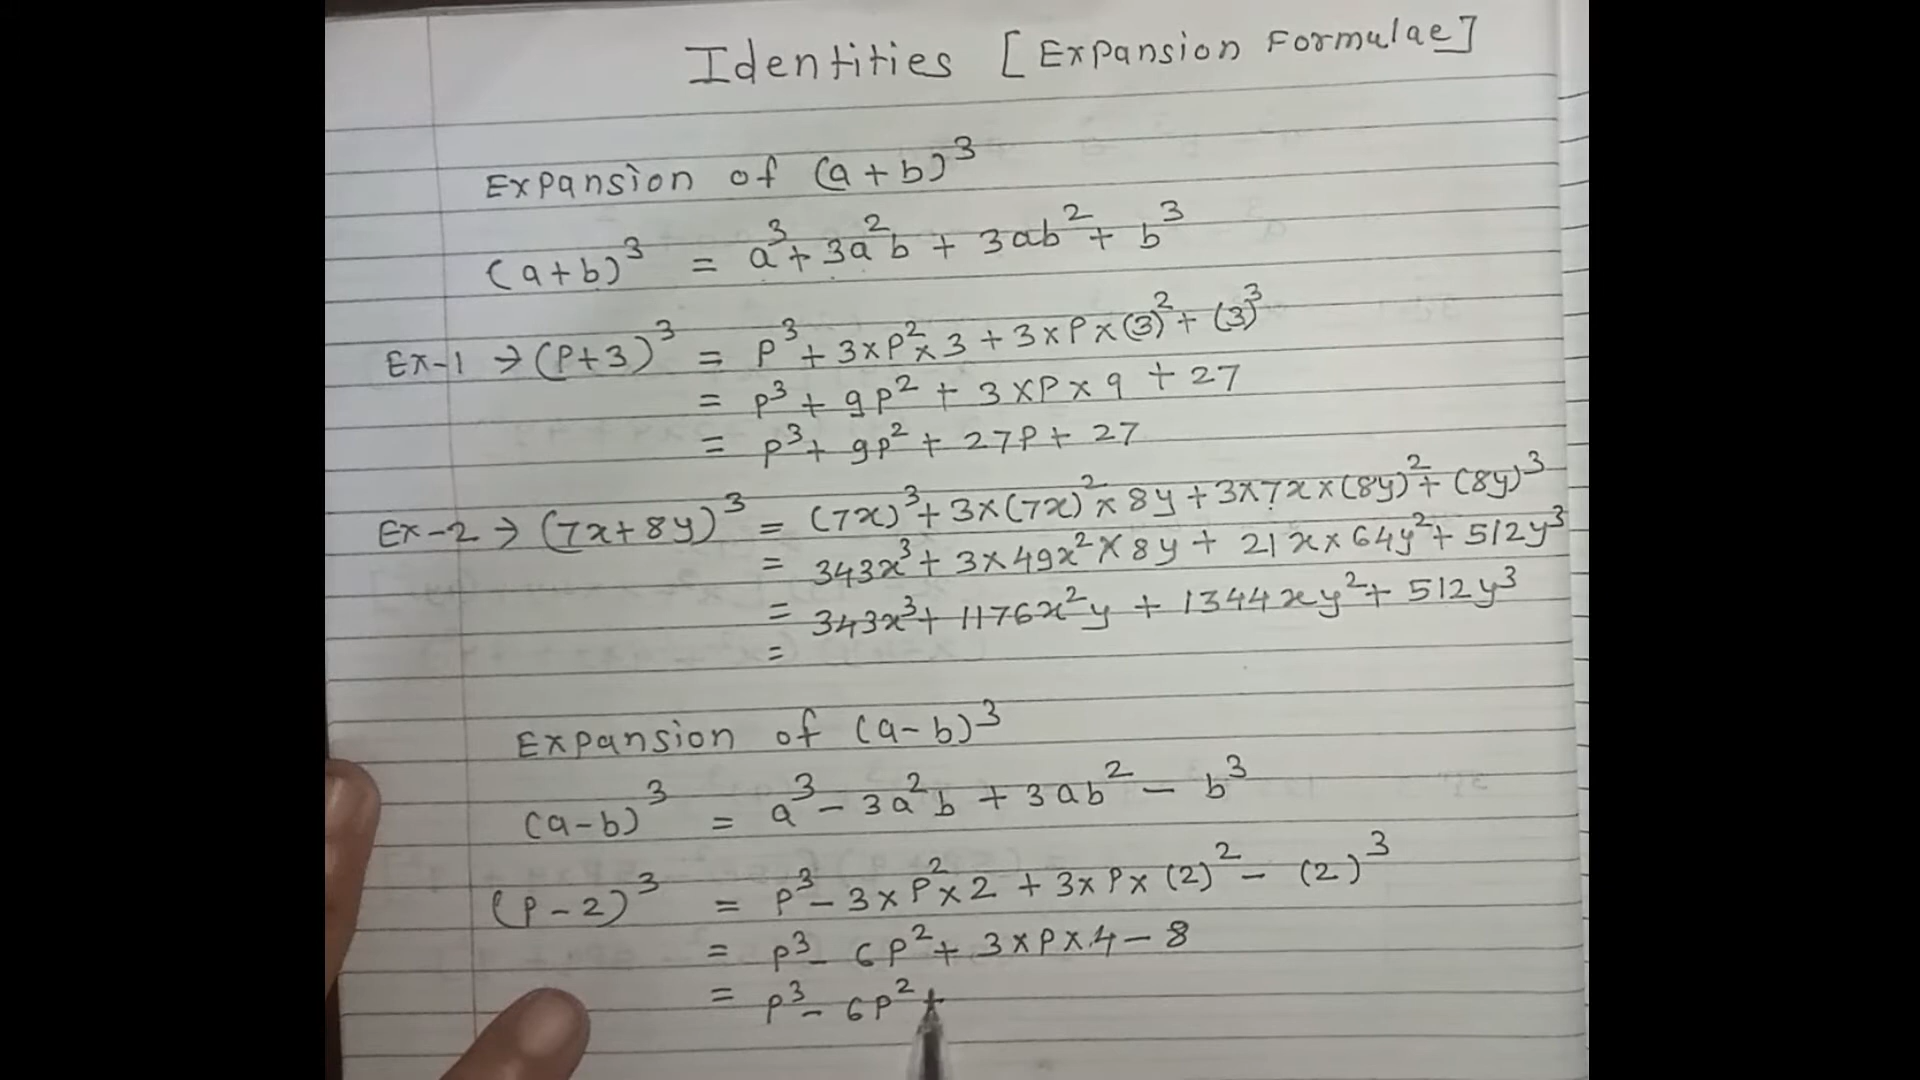 Identities [Expansion Formulae]
Expansion of (a+b)³
(a+b)³ = a³+3a²b + 3ab²+ b³
Ex-1 → (P+3)³ = P³+3×P²×3+3×P×(3)²+(3)³
= P³+9P²+3×P×9+27
= P³+9P²+27P+27
Ex-2 → (7x+8y)³ = (7x)³+3×(7x)²×8y+3×7x×(8y)²+(8y)³
= 343x³+3×49x²×8y+21x×64y²+512y³
= 343x³+1176x²y+1344xy²+512y³
=
Expansion of (a-b)³
(a-b)³ = a³-3a²b+3ab²-b³
(P-2)³ = P³-3×P²×2+3×P×(2)²-(2)³
= P³-6P²+3×P×4-8
= P³-6P²+